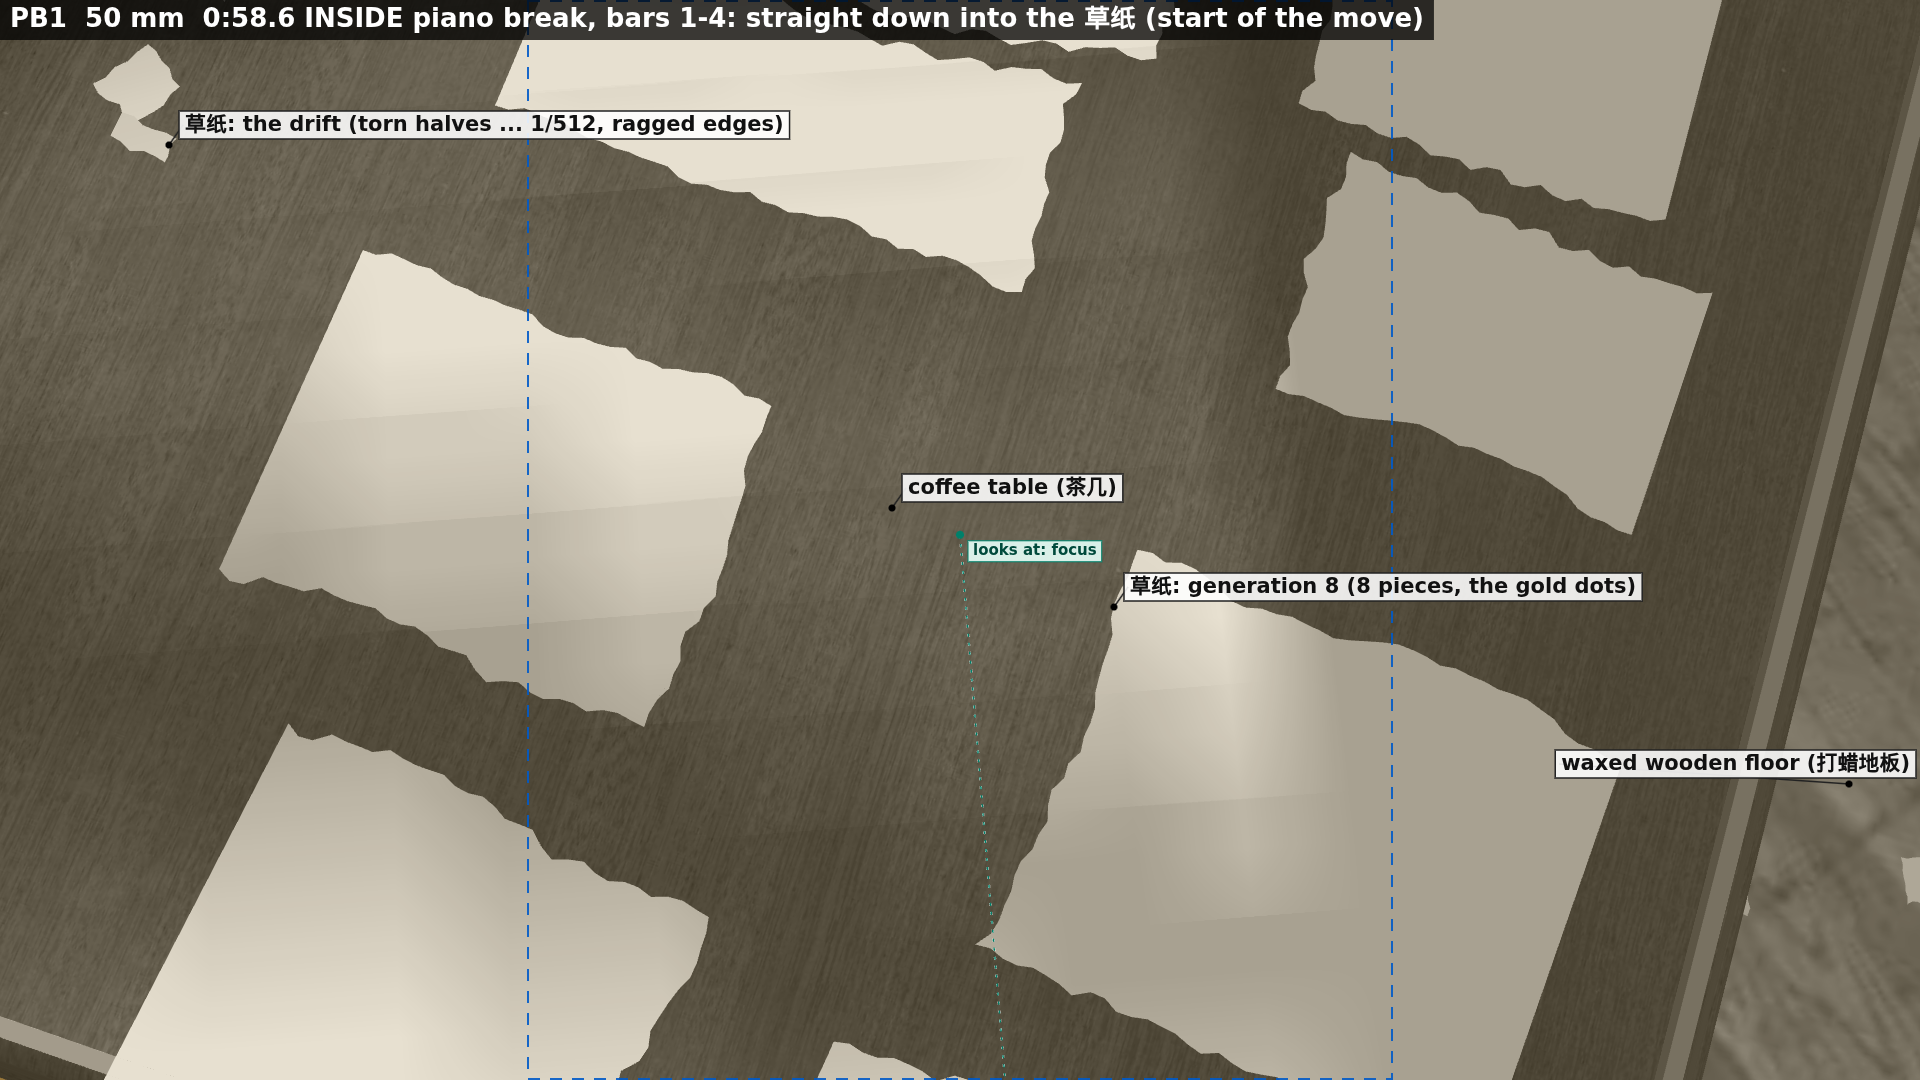 PB1 50 mm 0:58.6 INSIDE piano break, bars 1-4: straight down into the 草纸 (start of the move)
草纸: the drift (torn halves ... 1/512, ragged edges)
coffee table (茶几)
looks at: focus
草纸: generation 8 (8 pieces, the gold dots)
waxed wooden floor (打蜡地板)